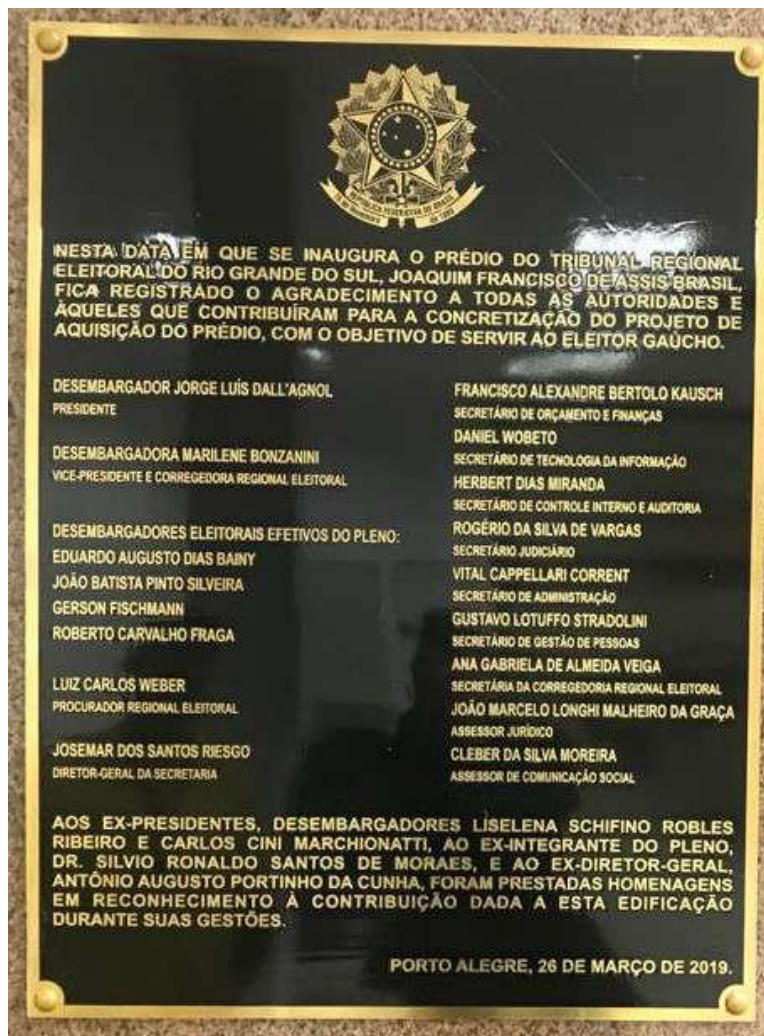 REPÚBLICA FEDERATIVA DO BRASIL
NESTA DATA EM QUE SE INAUGURA O PRÉDIO DO TRIBUNAL REGIONAL
ELEITORAL DO RIO GRANDE DO SUL, JOAQUIM FRANCISCO DE ASSIS BRASIL,
FICA REGISTRADO O AGRADECIMENTO A TODAS AS AUTORIDADES E
ÀQUELES QUE CONTRIBUÍRAM PARA A CONCRETIZAÇÃO DO PROJETO DE
AQUISIÇÃO DO PRÉDIO, COM O OBJETIVO DE SERVIR AO ELEITOR GAÚCHO.
DESEMBARGADOR JORGE LUÍS DALL'AGNOL
PRESIDENTE
DESEMBARGADORA MARILENE BONZANINI
VICE-PRESIDENTE E CORREGEDORA REGIONAL ELEITORAL
DESEMBARGADORES ELEITORAIS EFETIVOS DO PLENO:
EDUARDO AUGUSTO DIAS BAINY
JOÃO BATISTA PINTO SILVEIRA
GERSON FISCHMANN
ROBERTO CARVALHO FRAGA
LUIZ CARLOS WEBER
PROCURADOR REGIONAL ELEITORAL
JOSEMAR DOS SANTOS RIESGO
DIRETOR-GERAL DA SECRETARIA
FRANCISCO ALEXANDRE BERTOLO KAUSCH
SECRETÁRIO DE ORÇAMENTO E FINANÇAS
DANIEL WOBETO
SECRETÁRIO DE TECNOLOGIA DA INFORMAÇÃO
HERBERT DIAS MIRANDA
SECRETÁRIO DE CONTROLE INTERNO E AUDITORIA
ROGÉRIO DA SILVA DE VARGAS
SECRETÁRIO JUDICIÁRIO
VITAL CAPPELLARI CORRENT
SECRETÁRIO DE ADMINISTRAÇÃO
GUSTAVO LOTUFFO STRADOLINI
SECRETÁRIO DE GESTÃO DE PESSOAS
ANA GABRIELA DE ALMEIDA VEIGA
SECRETÁRIA DA CORREGEDORIA REGIONAL ELEITORAL
JOÃO MARCELO LONGHI MALHEIRO DA GRAÇA
ASSESSOR JURÍDICO
CLEBER DA SILVA MOREIRA
ASSESSOR DE COMUNICAÇÃO SOCIAL
AOS EX-PRESIDENTES, DESEMBARGADORES LISELENA SCHIFINO ROBLES
RIBEIRO E CARLOS CINI MARCHIONATTI, AO EX-INTEGRANTE DO PLENO,
DR. SILVIO RONALDO SANTOS DE MORAES, E AO EX-DIRETOR-GERAL,
ANTÔNIO AUGUSTO PORTINHO DA CUNHA, FORAM PRESTADAS HOMENAGENS
EM RECONHECIMENTO À CONTRIBUIÇÃO DADA A ESTA EDIFICAÇÃO
DURANTE SUAS GESTÕES.
PORTO ALEGRE, 26 DE MARÇO DE 2019.